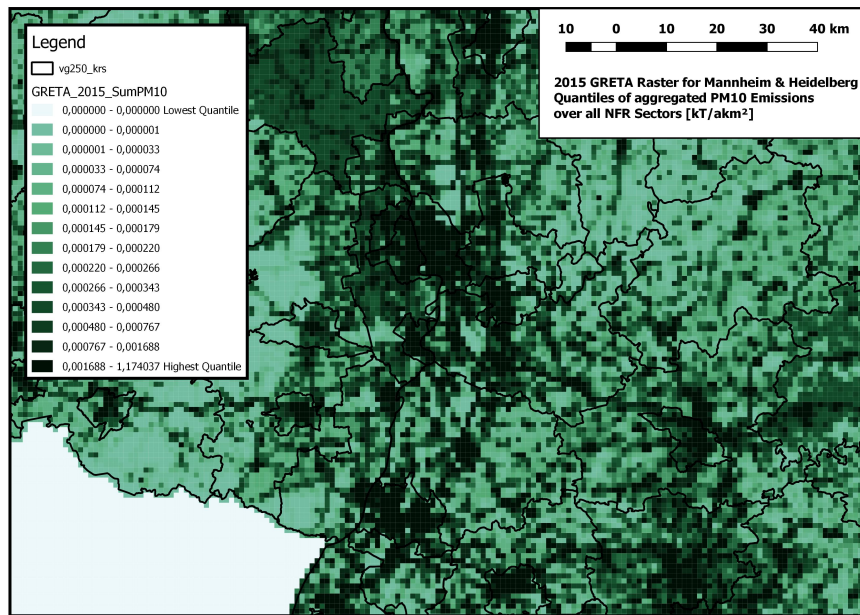 Legend
vg250_krs
GRETA_2015_SumPM10
0,000000 - 0,000000 Lowest Quantile
0,000000 - 0,000001
0,000001 - 0,000033
0,000033 - 0,000074
0,000074 - 0,000112
0,000112 - 0,000145
0,000145 - 0,000179
0,000179 - 0,000220
0,000220 - 0,000266
0,000266 - 0,000343
0,000343 - 0,000480
0,000480 - 0,000767
0,000767 - 0,001688
0,001688 - 1,174037 Highest Quantile
10 0 10 20 30 40 km
2015 GRETA Raster for Mannheim & Heidelberg
Quantiles of aggregated PM10 Emissions
over all NFR Sectors [kT/akm²]